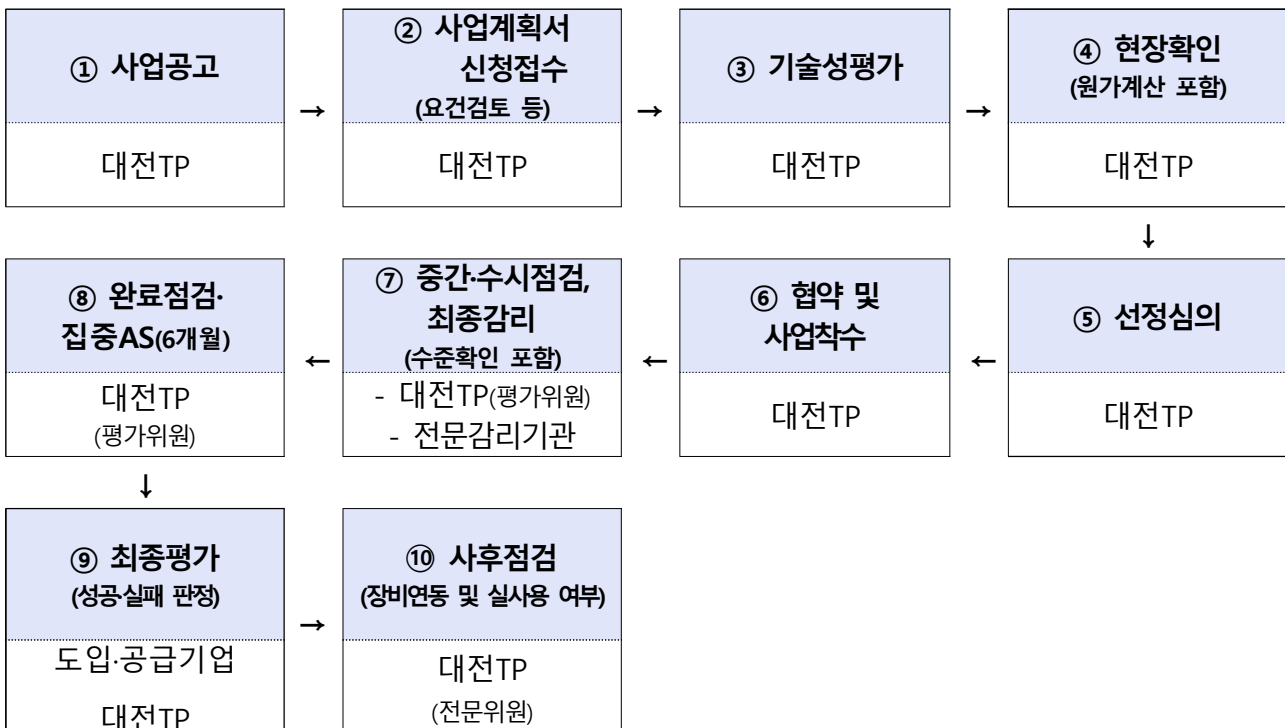 ① 사업공고
대전TP
→
② 사업계획서
신청접수
(요건검토 등)
대전TP
→
③ 기술성평가
대전TP
→
④ 현장확인
(원가계산 포함)
대전TP
↓
⑤ 선정심의
대전TP
←
⑥ 협약 및
사업착수
대전TP
←
⑦ 중간·수시점검,
최종감리
(수준확인 포함)
- 대전TP(평가위원)
- 전문감리기관
←
⑧ 완료점검·
집중AS(6개월)
대전TP
(평가위원)
↓
⑨ 최종평가
(성공·실패 판정)
도입·공급기업
대전TP
→
⑩ 사후점검
(장비연동 및 실사용 여부)
대전TP
(전문위원)